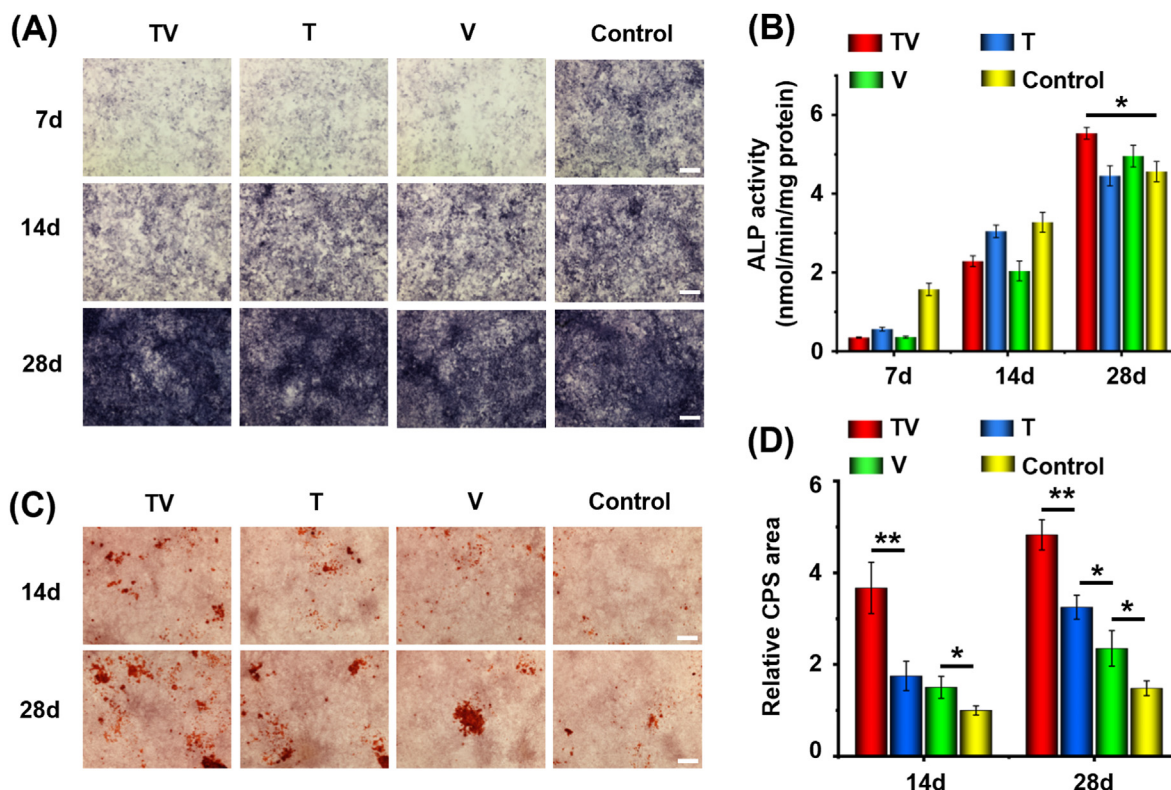 (A)
TV T V Control
7d
14d
28d
(B)
TV T
V Control
ALP activity
(nmol/min/mg protein)
6
4
2
0
*
7d 14d 28d
(C)
TV T V Control
14d
28d
(D)
TV T
V Control
Relative CPS area
6
4
2
0
** * ** * *
14d 28d